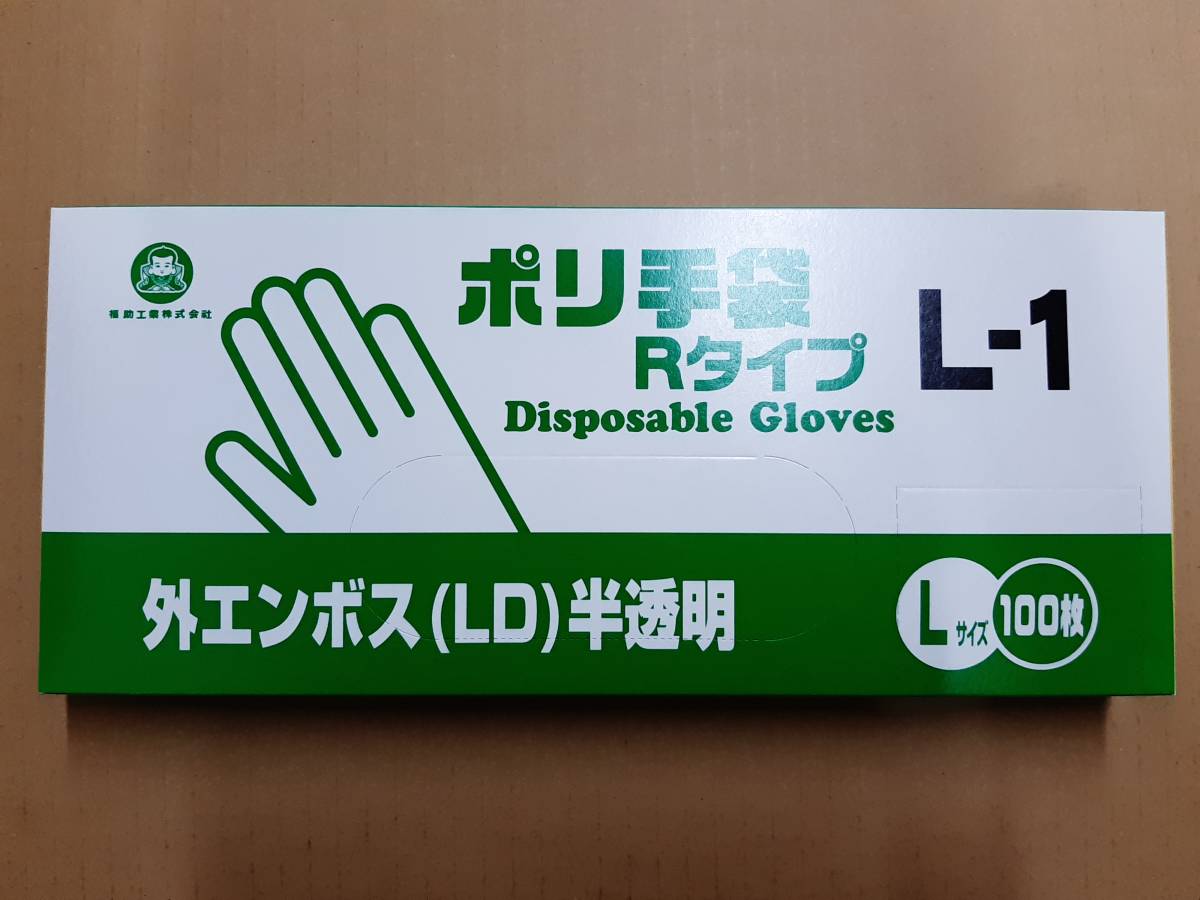 福助工業株式会社
ポリ手袋
Rタイプ
Disposable Gloves
L-1
外エンボス(LD)半透明
Lサイズ
100枚